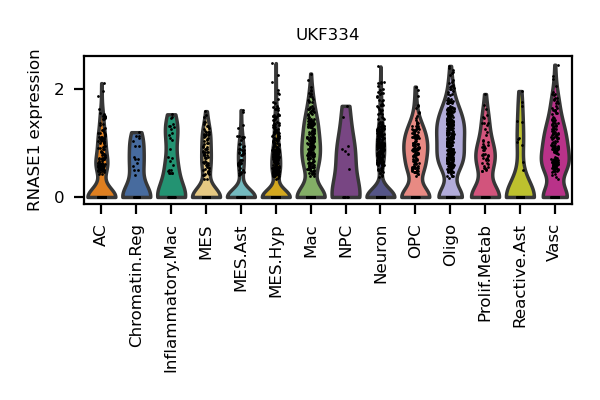 UKF334
RNASE1 expression
2
0
AC
Chromatin.Reg
Inflammatory.Mac
MES
MES.Ast
MES.Hyp
Mac
NPC
Neuron
OPC
Oligo
Prolif.Metab
Reactive.Ast
Vasc